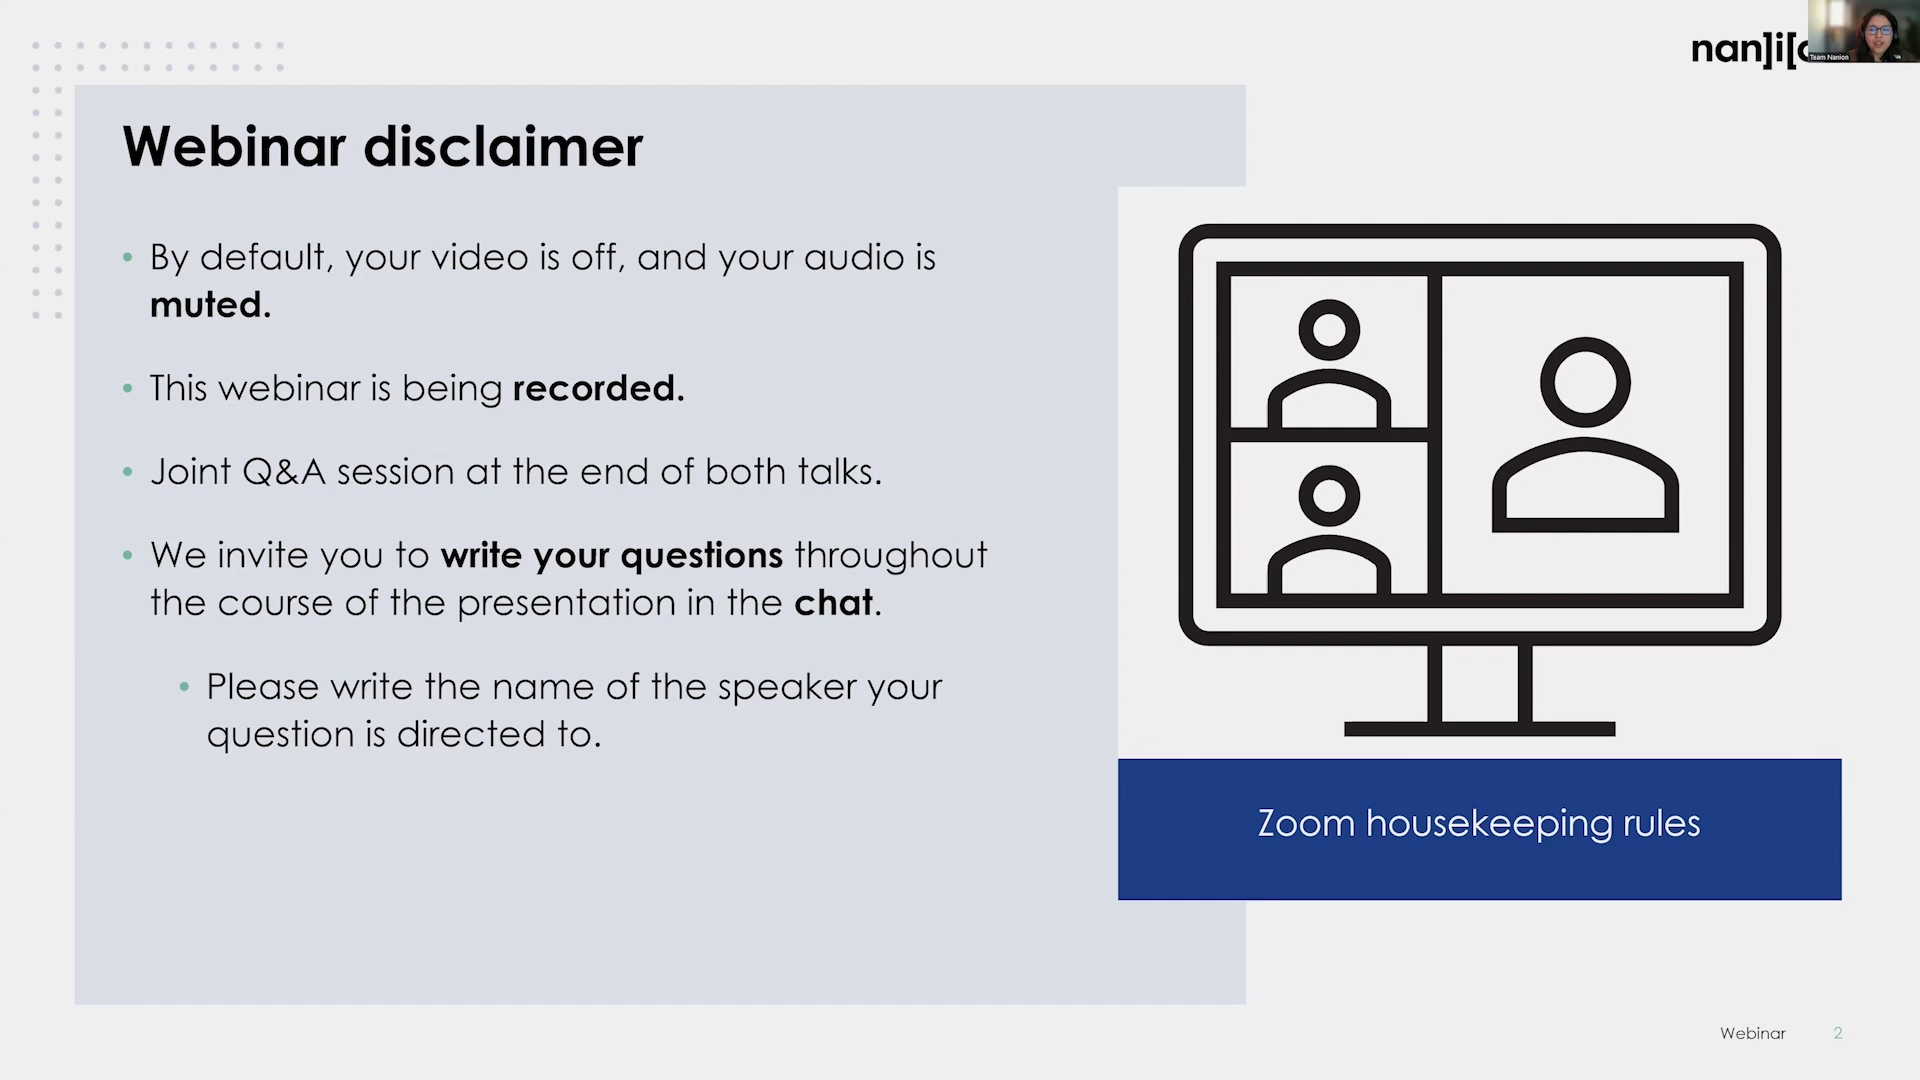 nan]i[
Team Nanion
Webinar disclaimer
• By default, your video is off, and your audio is
muted.
• This webinar is being recorded.
• Joint Q&A session at the end of both talks.
• We invite you to write your questions throughout
the course of the presentation in the chat.
• Please write the name of the speaker your
question is directed to.
Zoom housekeeping rules
Webinar 2